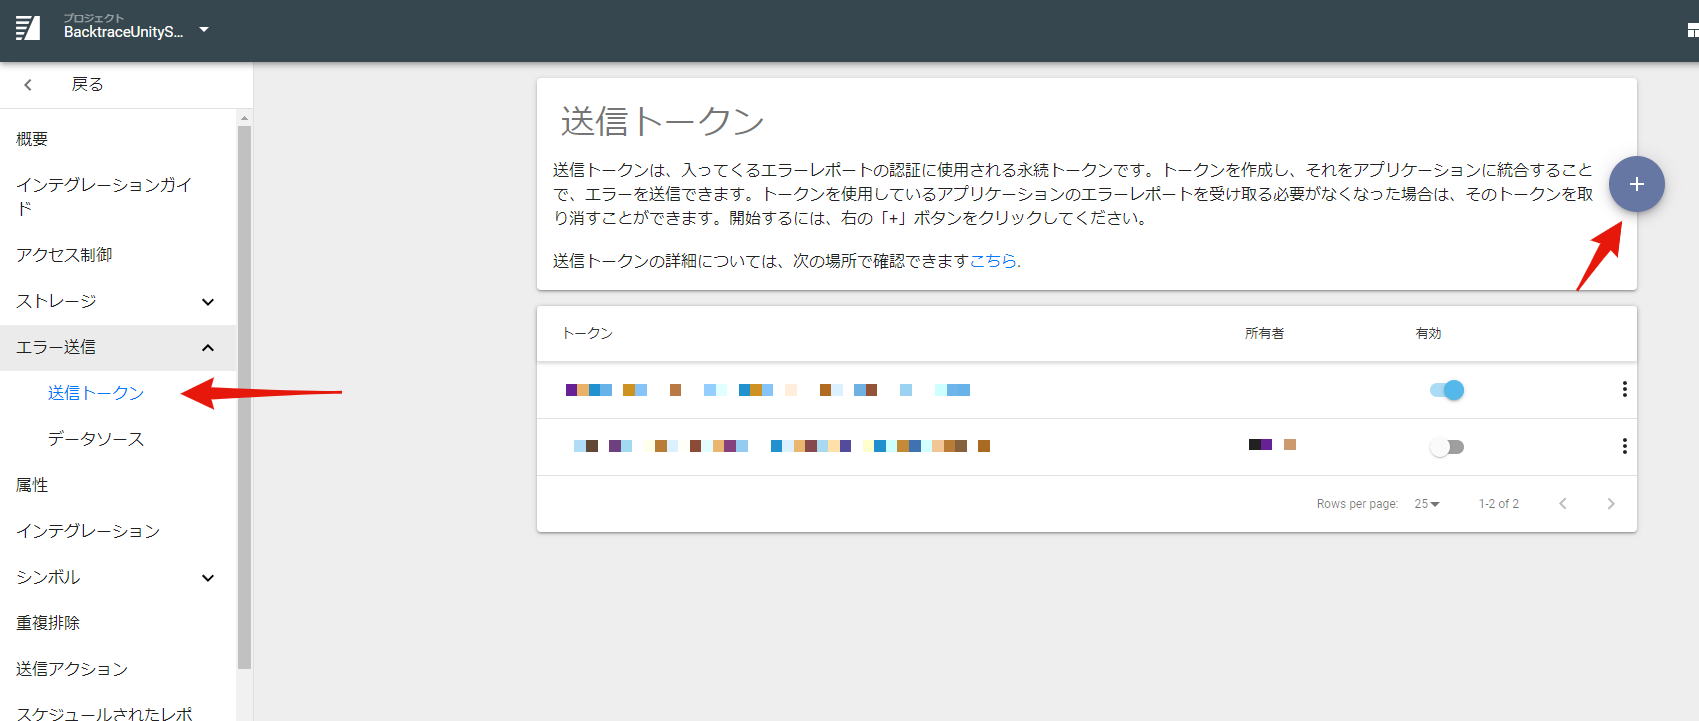 プロジェクト
BacktraceUnityS...
戻る
概要
インテグレーションガイ
ド
アクセス制御
ストレージ
エラー送信
送信トークン
データソース
属性
インテグレーション
シンボル
重複排除
送信アクション
スケジュールされたレポ
送信トークン
送信トークンは、入ってくるエラーレポートの認証に使用される永続トークンです。トークンを作成し、それをアプリケーションに統合すること
で、エラーを送信できます。トークンを使用しているアプリケーションのエラーレポートを受け取る必要がなくなった場合は、そのトークンを取
り消すことができます。開始するには、右の「+」ボタンをクリックしてください。
送信トークンの詳細については、次の場所で確認できますこちら.
トークン 所有者 有効
Rows per page: 25 1-2 of 2